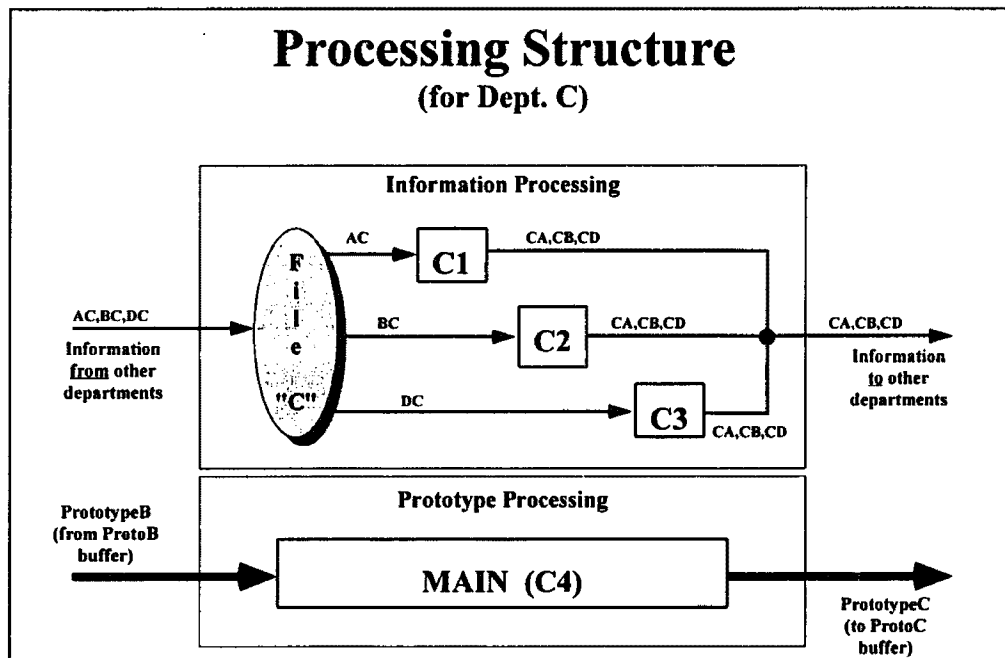 Processing Structure
(for Dept. C)
Information Processing
AC
CA,CB,CD
C1
File "C"
AC,BC,DC
BC
CA,CB,CD
CA,CB,CD
C2
Information
from other
departments
Information
to other
departments
DC
C3
CA,CB,CD
Prototype Processing
PrototypeB
(from ProtoB
buffer)
MAIN (C4)
PrototypeC
(to ProtoC
buffer)